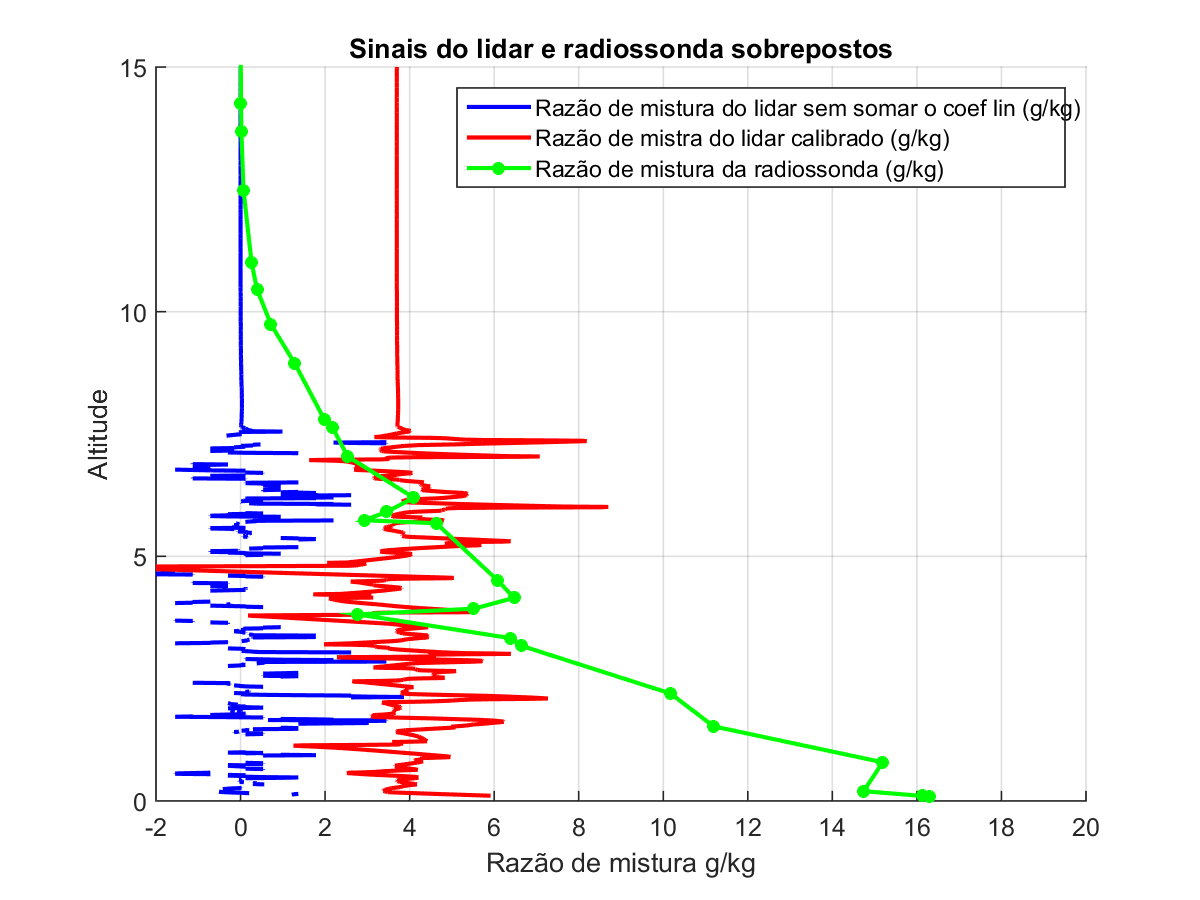 Sinais do lidar e radiossonda sobrepostos
15
Razão de mistura do lidar sem somar o coef lin (g/kg)
Razão de mistra do lidar calibrado (g/kg)
Razão de mistura da radiossonda (g/kg)
10
Altitude
5
0
-2 0 2 4 6 8 10 12 14 16 18 20
Razão de mistura g/kg